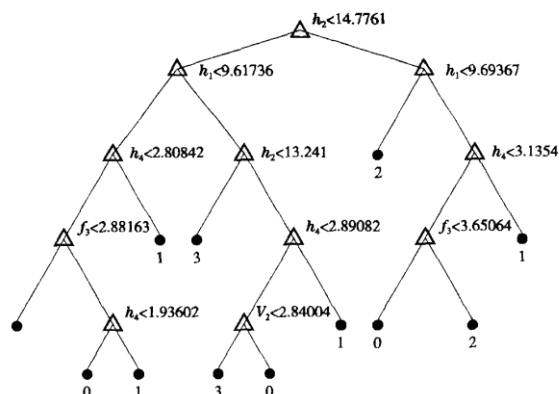 h₂<14.7761
h₁<9.61736
h₁<9.69367
h₄<2.80842
h₂<13.241
2
h₄<3.1354
f₃<2.88163
1
3
h₄<2.89082
f₃<3.65064
1
h₄<1.93602
V₂<2.84004
1
0
2
0
1
3
0